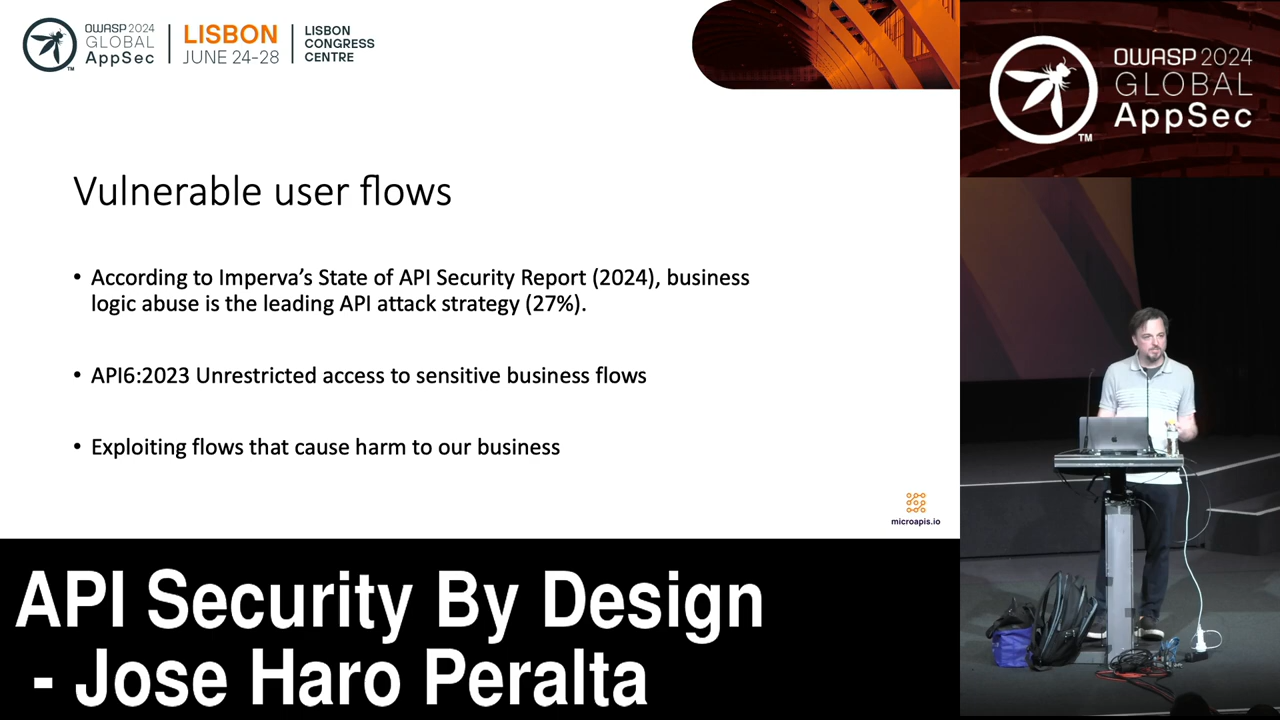 OWASP 2024
GLOBAL
AppSec
LISBON
JUNE 24-28
LISBON
CONGRESS
CENTRE
TM
Vulnerable user flows
• According to Imperva’s State of API Security Report (2024), business
logic abuse is the leading API attack strategy (27%).
• API6:2023 Unrestricted access to sensitive business flows
• Exploiting flows that cause harm to our business
microapis.io
OWASP 2024
GLOBAL
AppSec
TM
API Security By Design
- Jose Haro Peralta